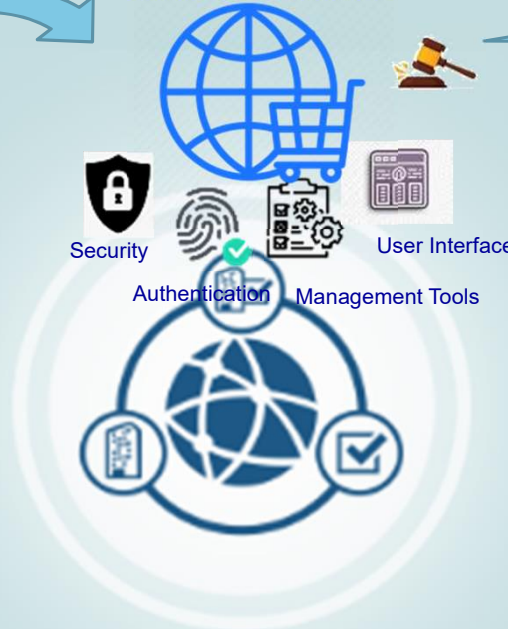 Security
User Interface
Authentication
Management Tools